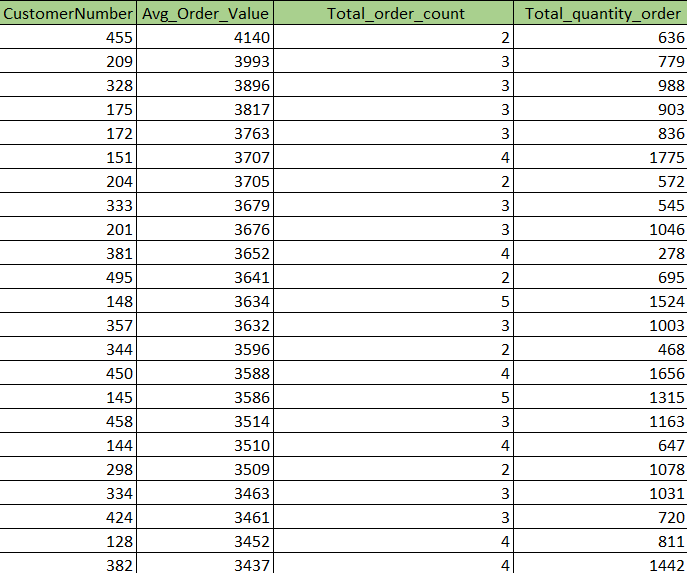 CustomerNumber Avg_Order_Value Total_order_count Total_quantity_order
455 4140 2 636
209 3993 3 779
328 3896 3 988
175 3817 3 903
172 3763 3 836
151 3707 4 1775
204 3705 2 572
333 3679 3 545
201 3676 3 1046
381 3652 4 278
495 3641 2 695
148 3634 5 1524
357 3632 3 1003
344 3596 2 468
450 3588 4 1656
145 3586 5 1315
458 3514 3 1163
144 3510 4 647
298 3509 2 1078
334 3463 3 1031
424 3461 3 720
128 3452 4 811
382 3437 4 1442